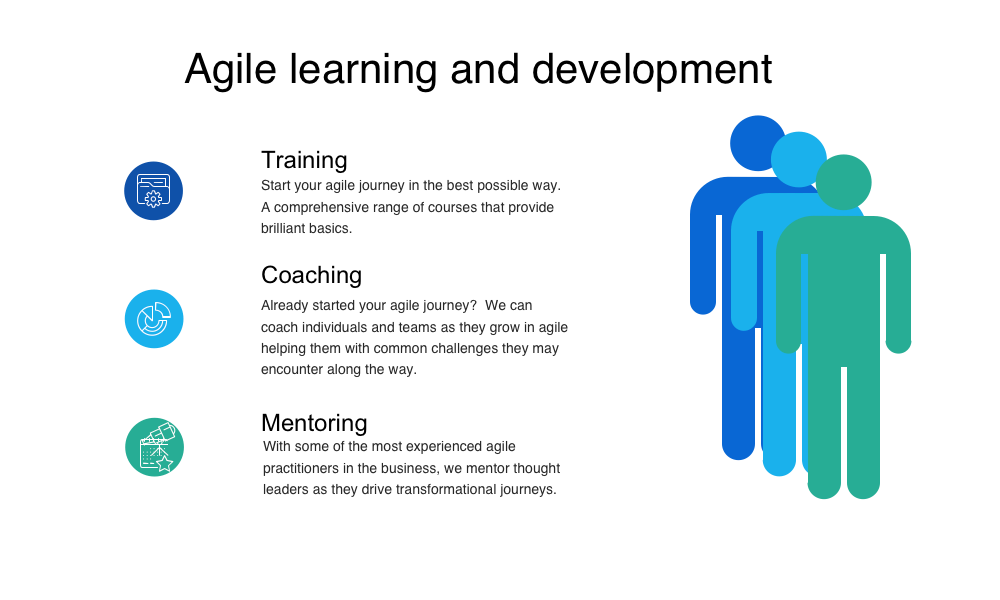 Agile learning and development
Training
Start your agile journey in the best possible way.
A comprehensive range of courses that provide
brilliant basics.
Coaching
Already started your agile journey?  We can
coach individuals and teams as they grow in agile
helping them with common challenges they may
encounter along the way.
Mentoring
With some of the most experienced agile
practitioners in the business, we mentor thought
leaders as they drive transformational journeys.